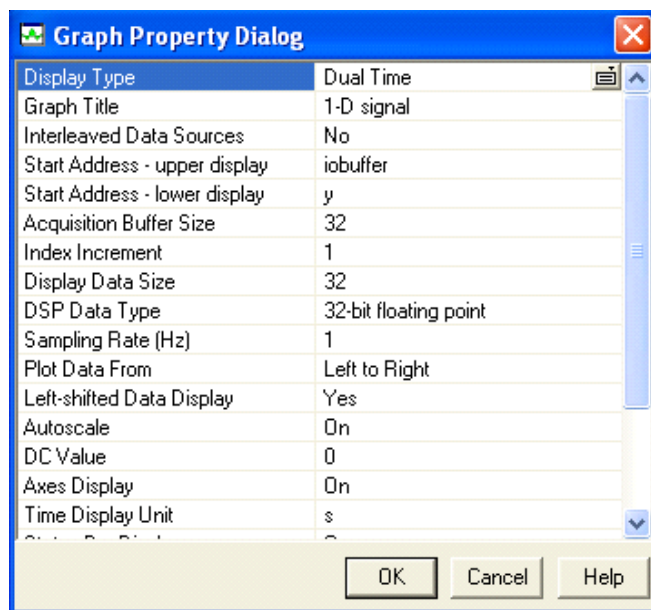 Graph Property Dialog
Display Type Dual Time
Graph Title 1-D signal
Interleaved Data Sources No
Start Address - upper display iobuffer
Start Address - lower display y
Acquisition Buffer Size 32
Index Increment 1
Display Data Size 32
DSP Data Type 32-bit floating point
Sampling Rate (Hz) 1
Plot Data From Left to Right
Left-shifted Data Display Yes
Autoscale On
DC Value 0
Axes Display On
Time Display Unit s
OK Cancel Help